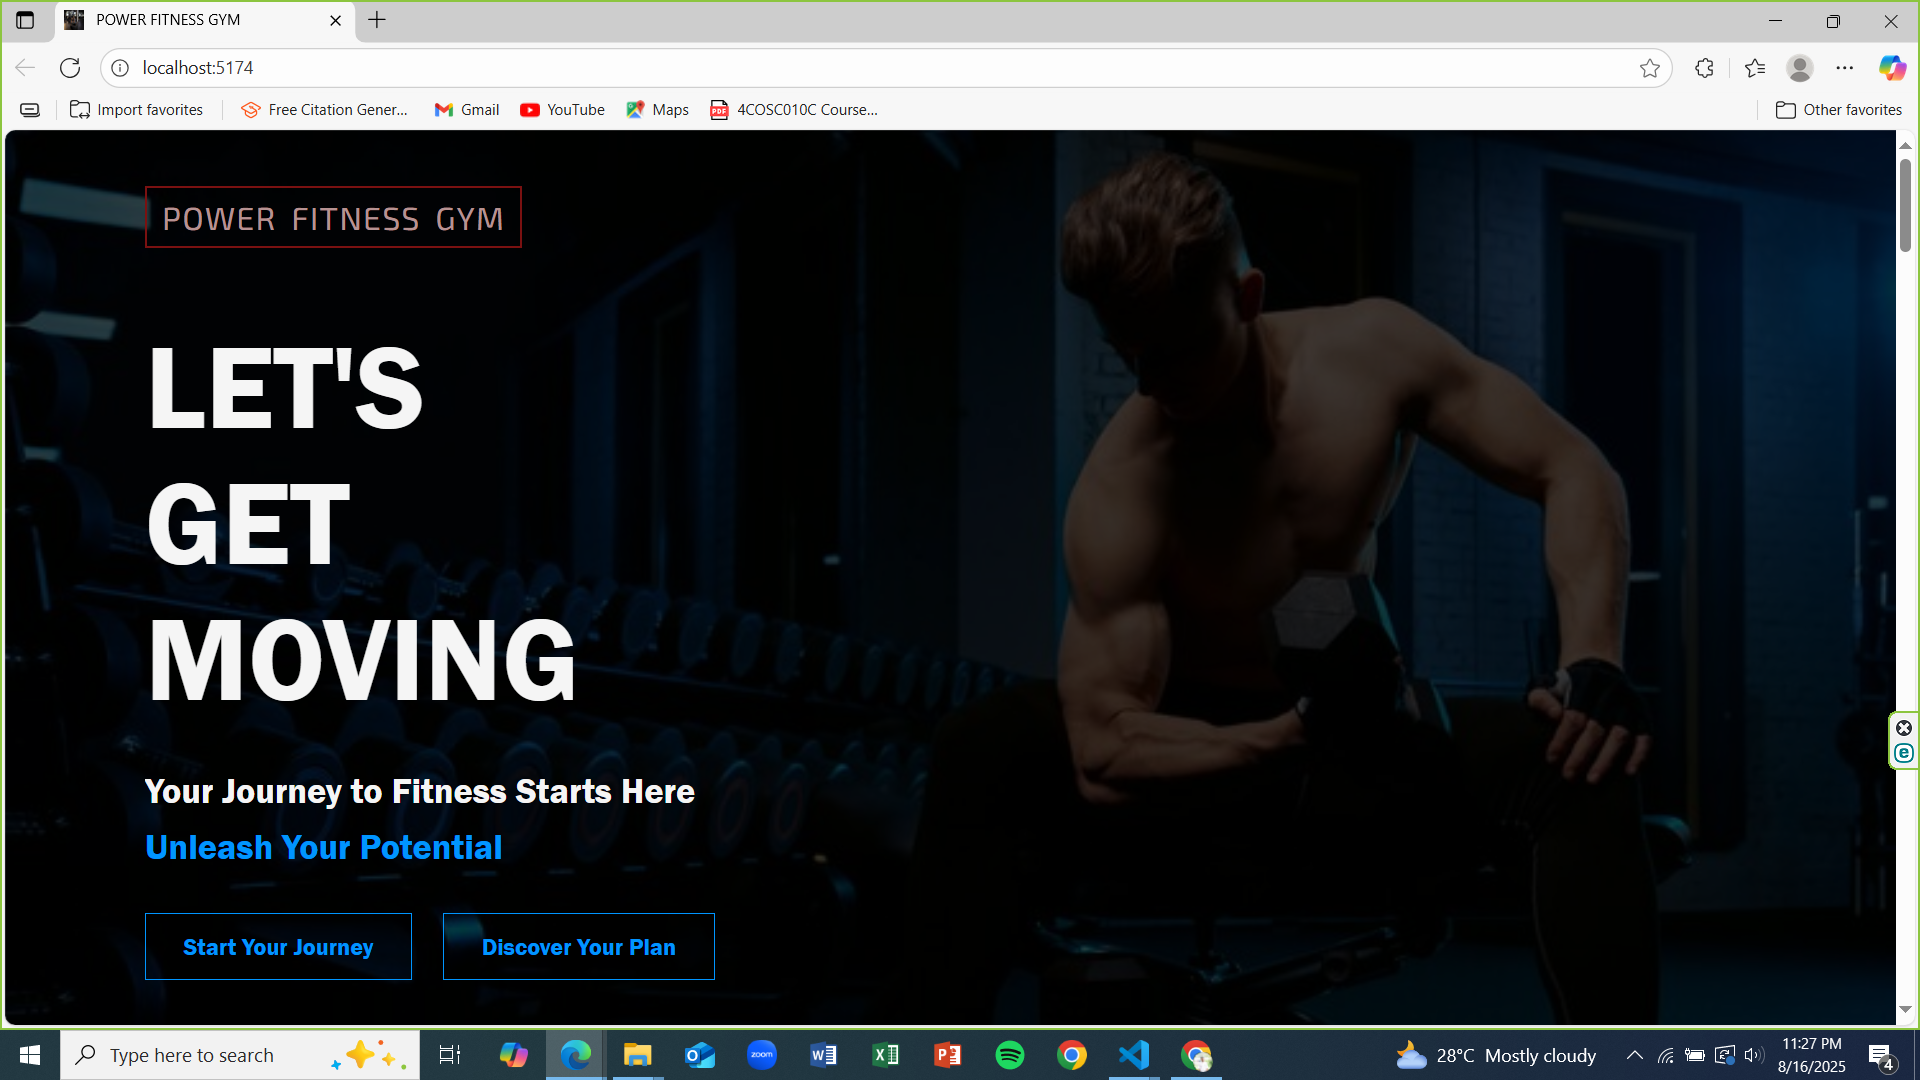 POWER FITNESS GYM
localhost:5174
Import favorites
Free Citation Gener...
Gmail
YouTube
Maps
PDF
4COSC010C Course...
Other favorites
POWER FITNESS GYM
LET'S
GET
MOVING
Your Journey to Fitness Starts Here
Unleash Your Potential
Start Your Journey
Discover Your Plan
Type here to search
zoom
28°C Mostly cloudy
11:27 PM
8/16/2025
4